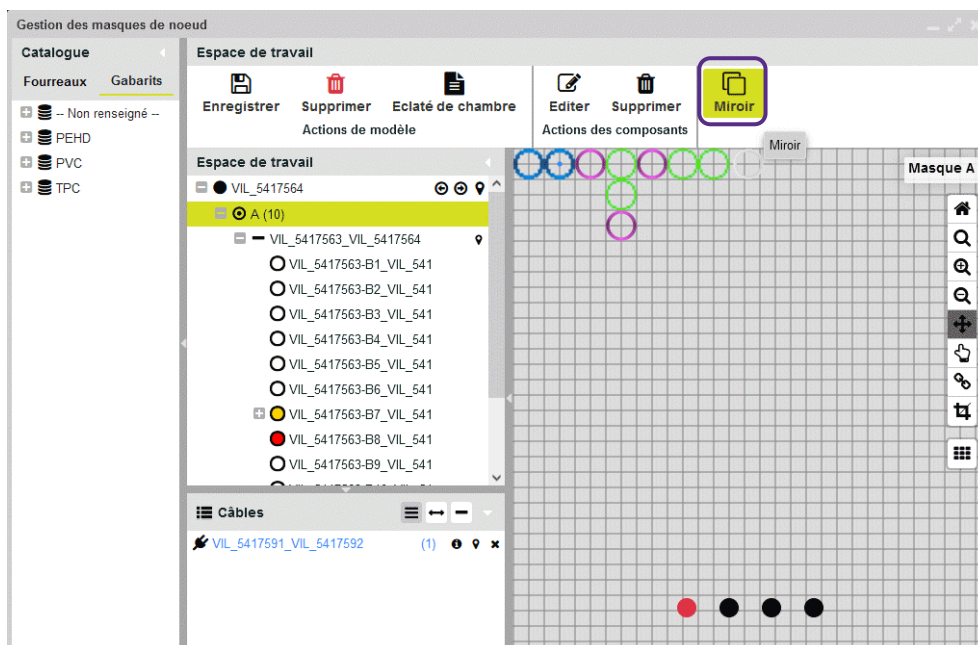 Gestion des masques de noeud
Catalogue
Fourreaux Gabarits
-- Non renseigné --
PEHD
PVC
TPC
Espace de travail
Enregistrer Supprimer Eclaté de chambre
Actions de modèle
Editer Supprimer
Actions des composants
Miroir
Miroir
Espace de travail
VIL_5417564
A (10)
VIL_5417563_VIL_5417564
VIL_5417563-B1_VIL_541
VIL_5417563-B2_VIL_541
VIL_5417563-B3_VIL_541
VIL_5417563-B4_VIL_541
VIL_5417563-B5_VIL_541
VIL_5417563-B6_VIL_541
VIL_5417563-B7_VIL_541
VIL_5417563-B8_VIL_541
VIL_5417563-B9_VIL_541
Câbles
VIL_5417591_VIL_5417592 (1)
Masque A